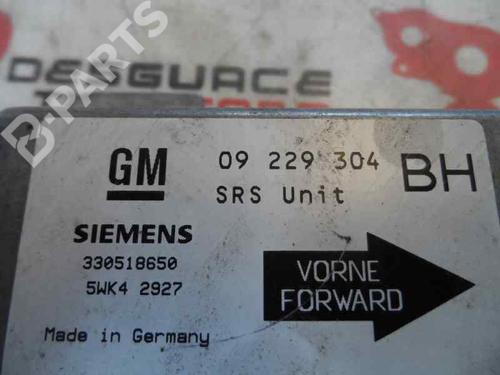 DESGUACE
B-PARTS
GM
09 229 304
BH
SRS Unit
SIEMENS
330518650
5WK4 2927
VORNE
FORWARD
Made in Germany